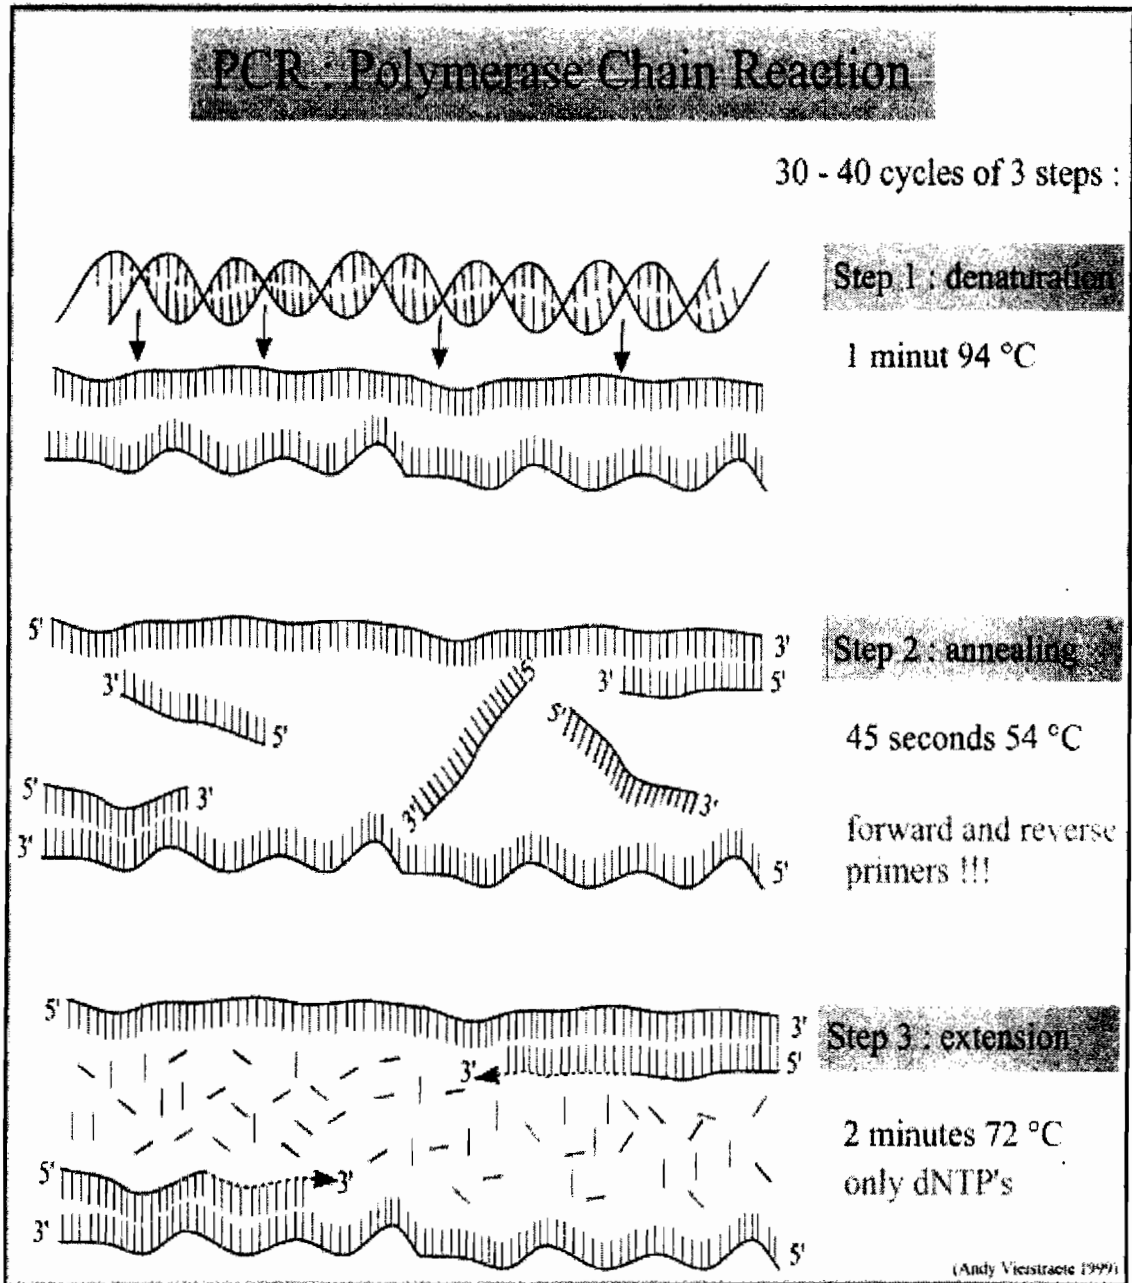 PCR : Polymerase Chain Reaction
30 - 40 cycles of 3 steps :
Step 1 : denaturation
1 minut 94 °C
5'
3'
Step 2 : annealing
3'
5'
5'
3'
5'
5'
3'
45 seconds 54 °C
5'
3'
3'
3'
forward and reverse
primers !!!
5'
5'
3'
Step 3 : extension
3'
5'
2 minutes 72 °C
only dNTP's
5'
3'
3'
5'
(Andy Vierstraete 1999)